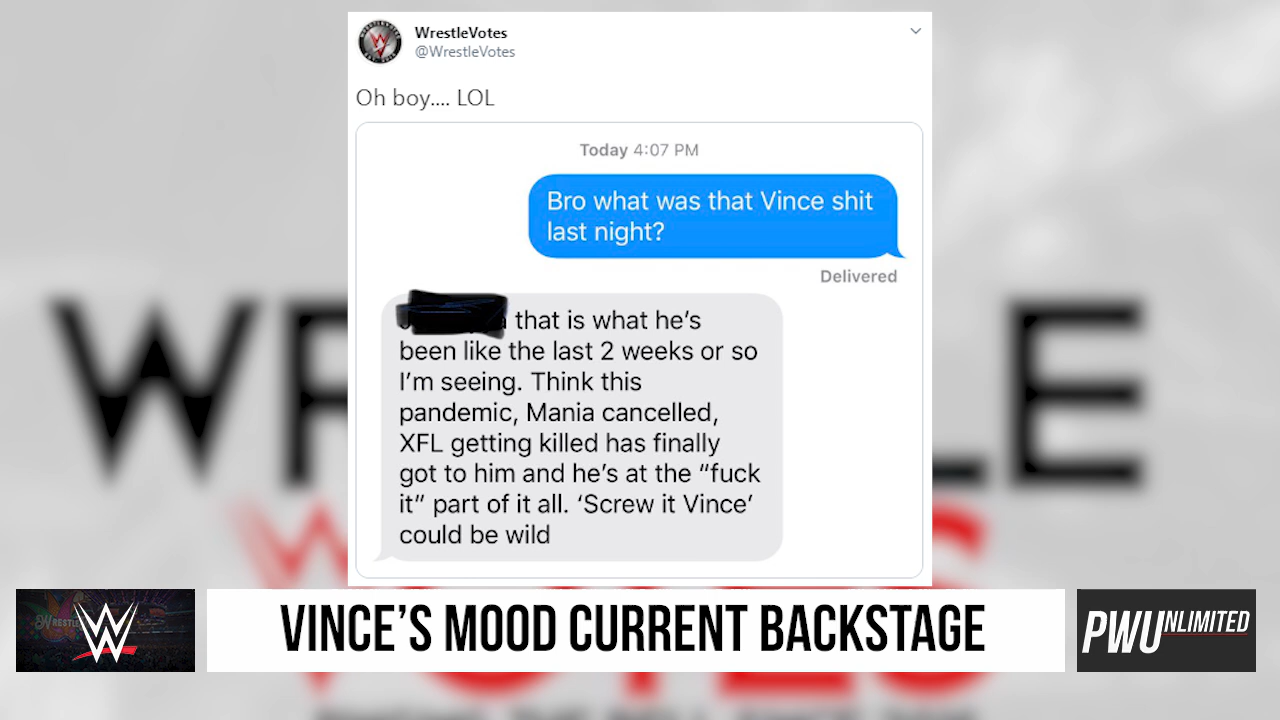 WrestleVotes
@WrestleVotes
Oh boy.... LOL
Today 4:07 PM
Bro what was that Vince shit
last night?
Delivered
that is what he's
been like the last 2 weeks or so
I'm seeing. Think this
pandemic, Mania cancelled,
XFL getting killed has finally
got to him and he's at the “fuck
it” part of it all. ‘Screw it Vince’
could be wild
VINCE’S MOOD CURRENT BACKSTAGE
PWUNLIMITED